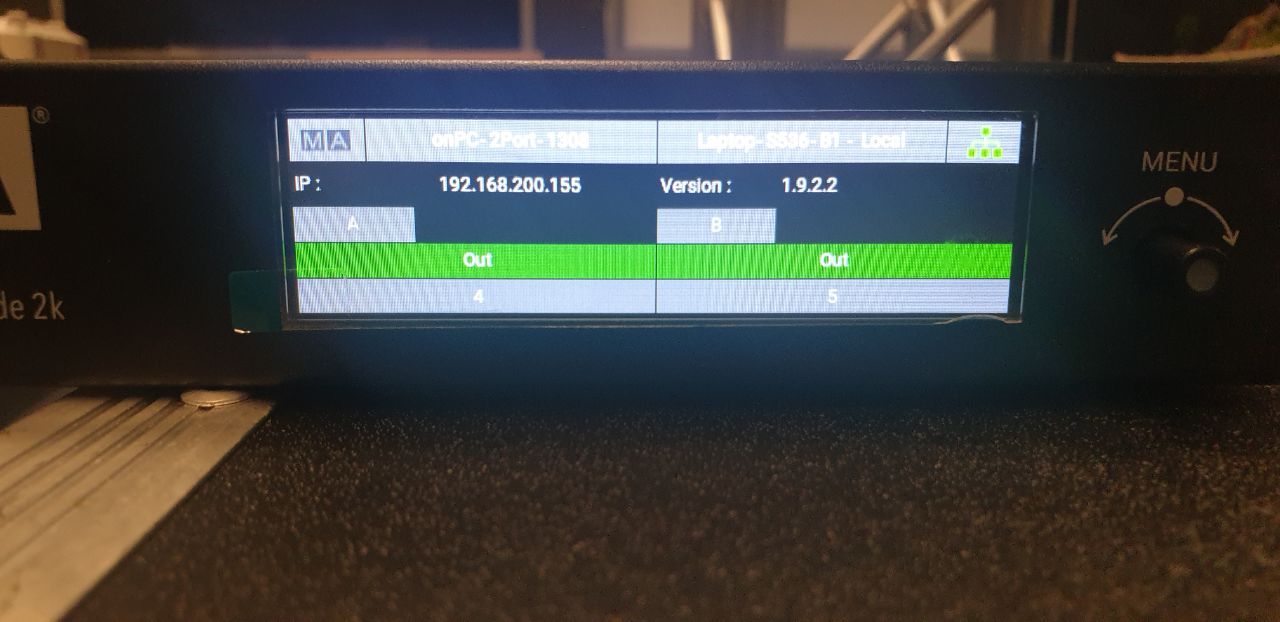 ®
MA onPC-2Port-1308 Laptop-S536-B1 - Local
IP : 192.168.200.155 Version : 1.9.2.2
A B
Out Out
4 5
MENU
de 2k